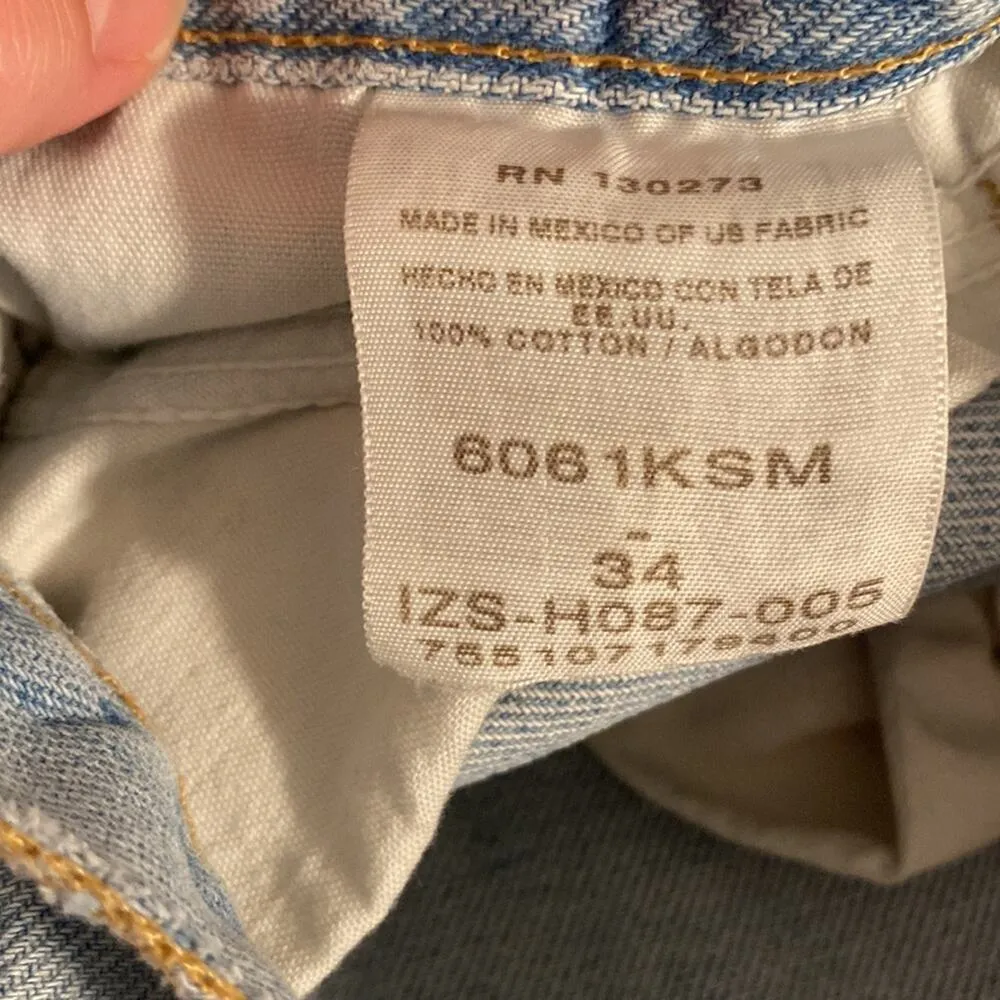 RN 130273
MADE IN MEXICO OF US FABRIC
HECHO EN MEXICO CON TELA DE
EE.UU.
100% COTTON / ALGODON
6061KSM
-
34
IZS-H087-005